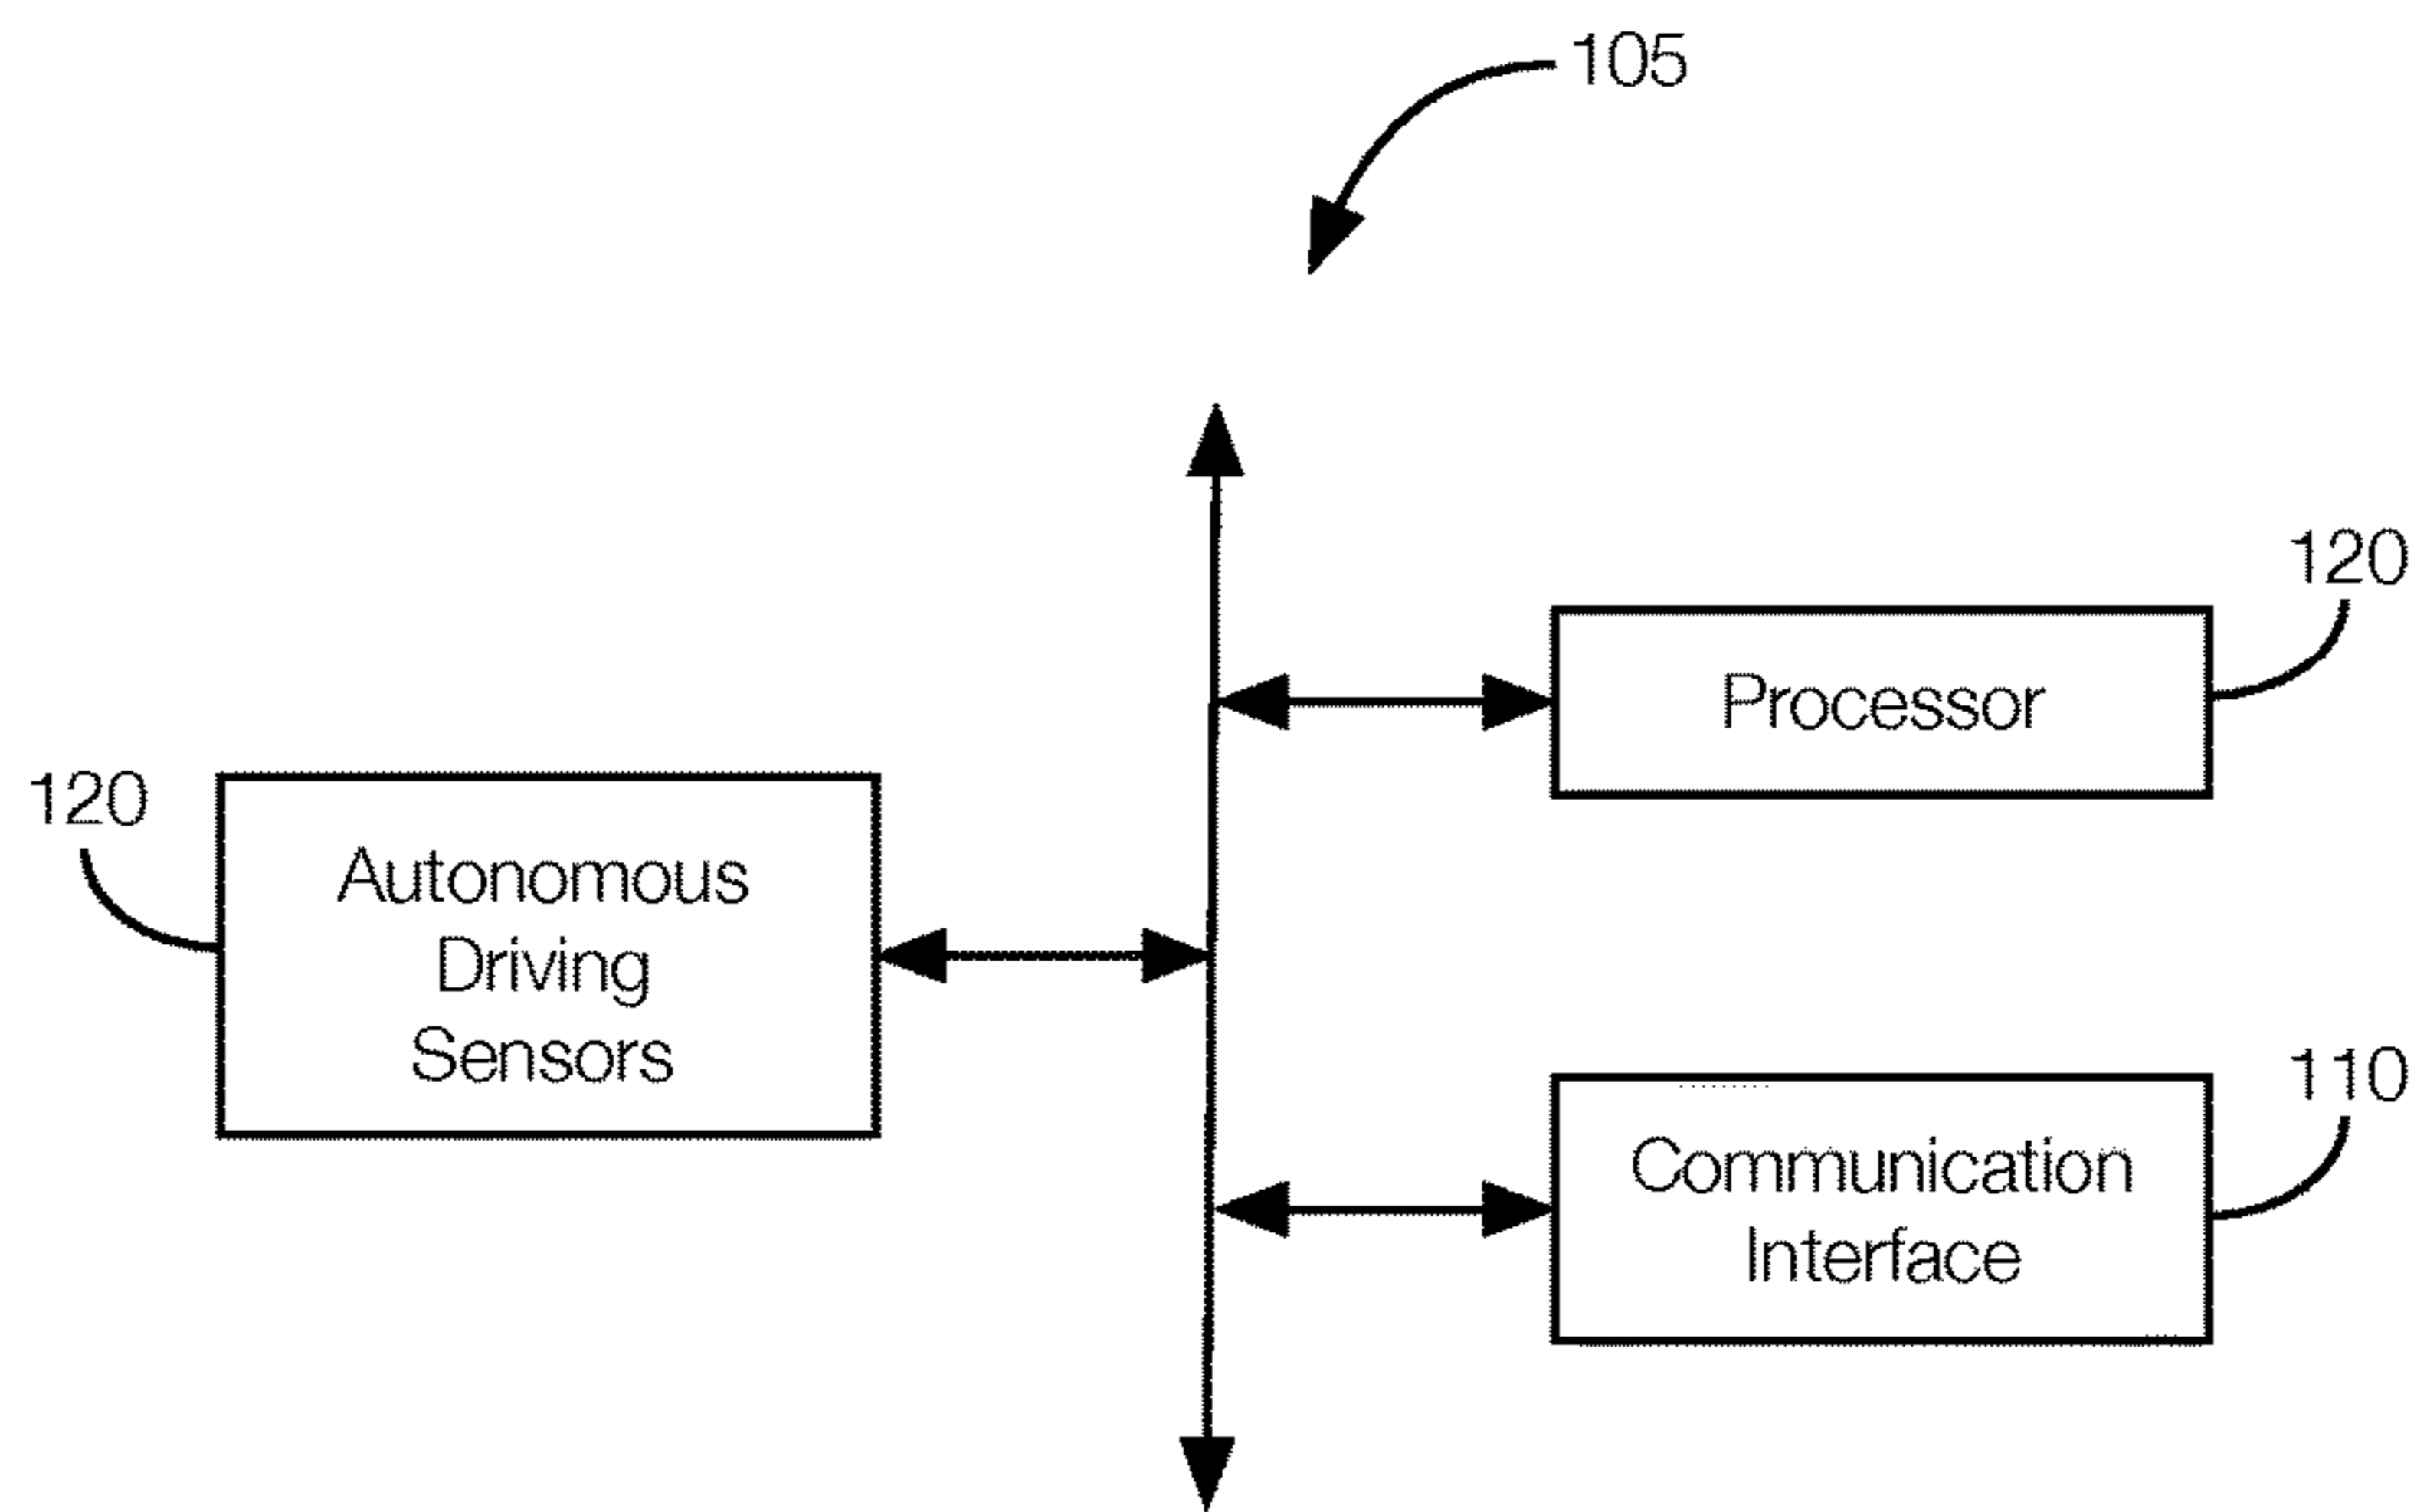 105
120
Processor
120
Autonomous
Driving
Sensors
110
Communication
Interface